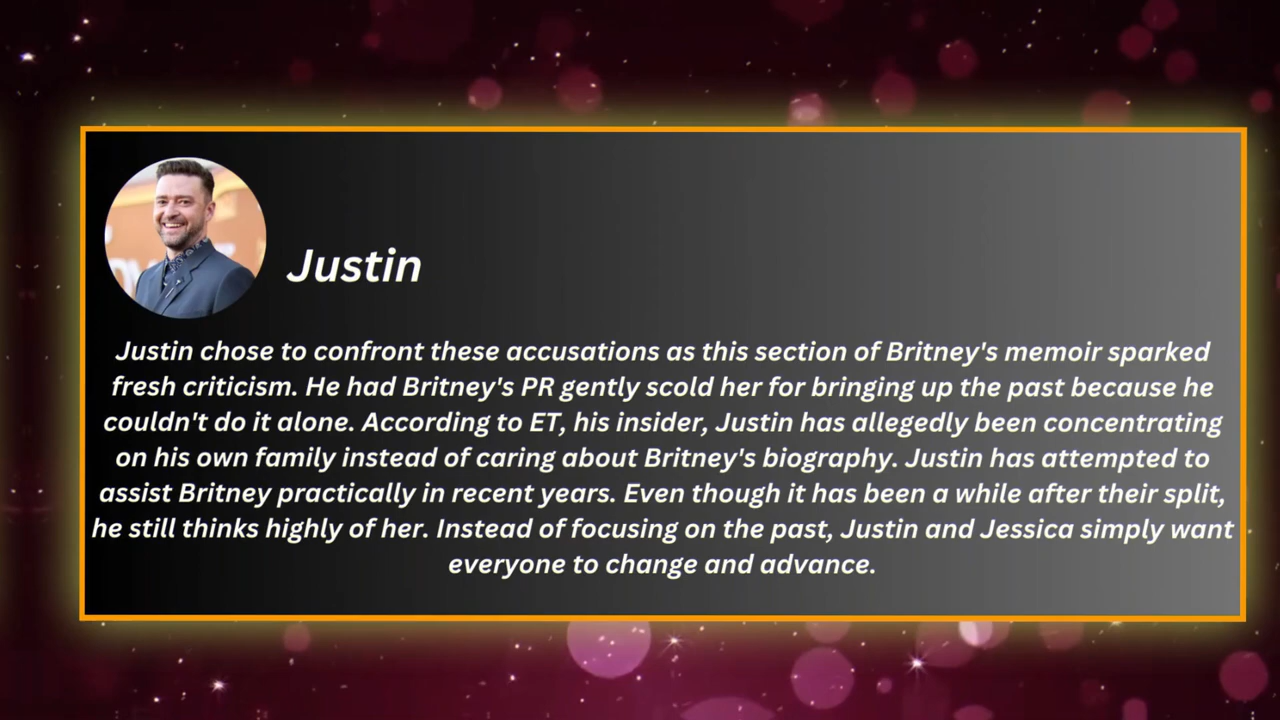 Justin
Justin chose to confront these accusations as this section of Britney's memoir sparked
fresh criticism. He had Britney's PR gently scold her for bringing up the past because he
couldn't do it alone. According to ET, his insider, Justin has allegedly been concentrating
on his own family instead of caring about Britney's biography. Justin has attempted to
assist Britney practically in recent years. Even though it has been a while after their split,
he still thinks highly of her. Instead of focusing on the past, Justin and Jessica simply want
everyone to change and advance.